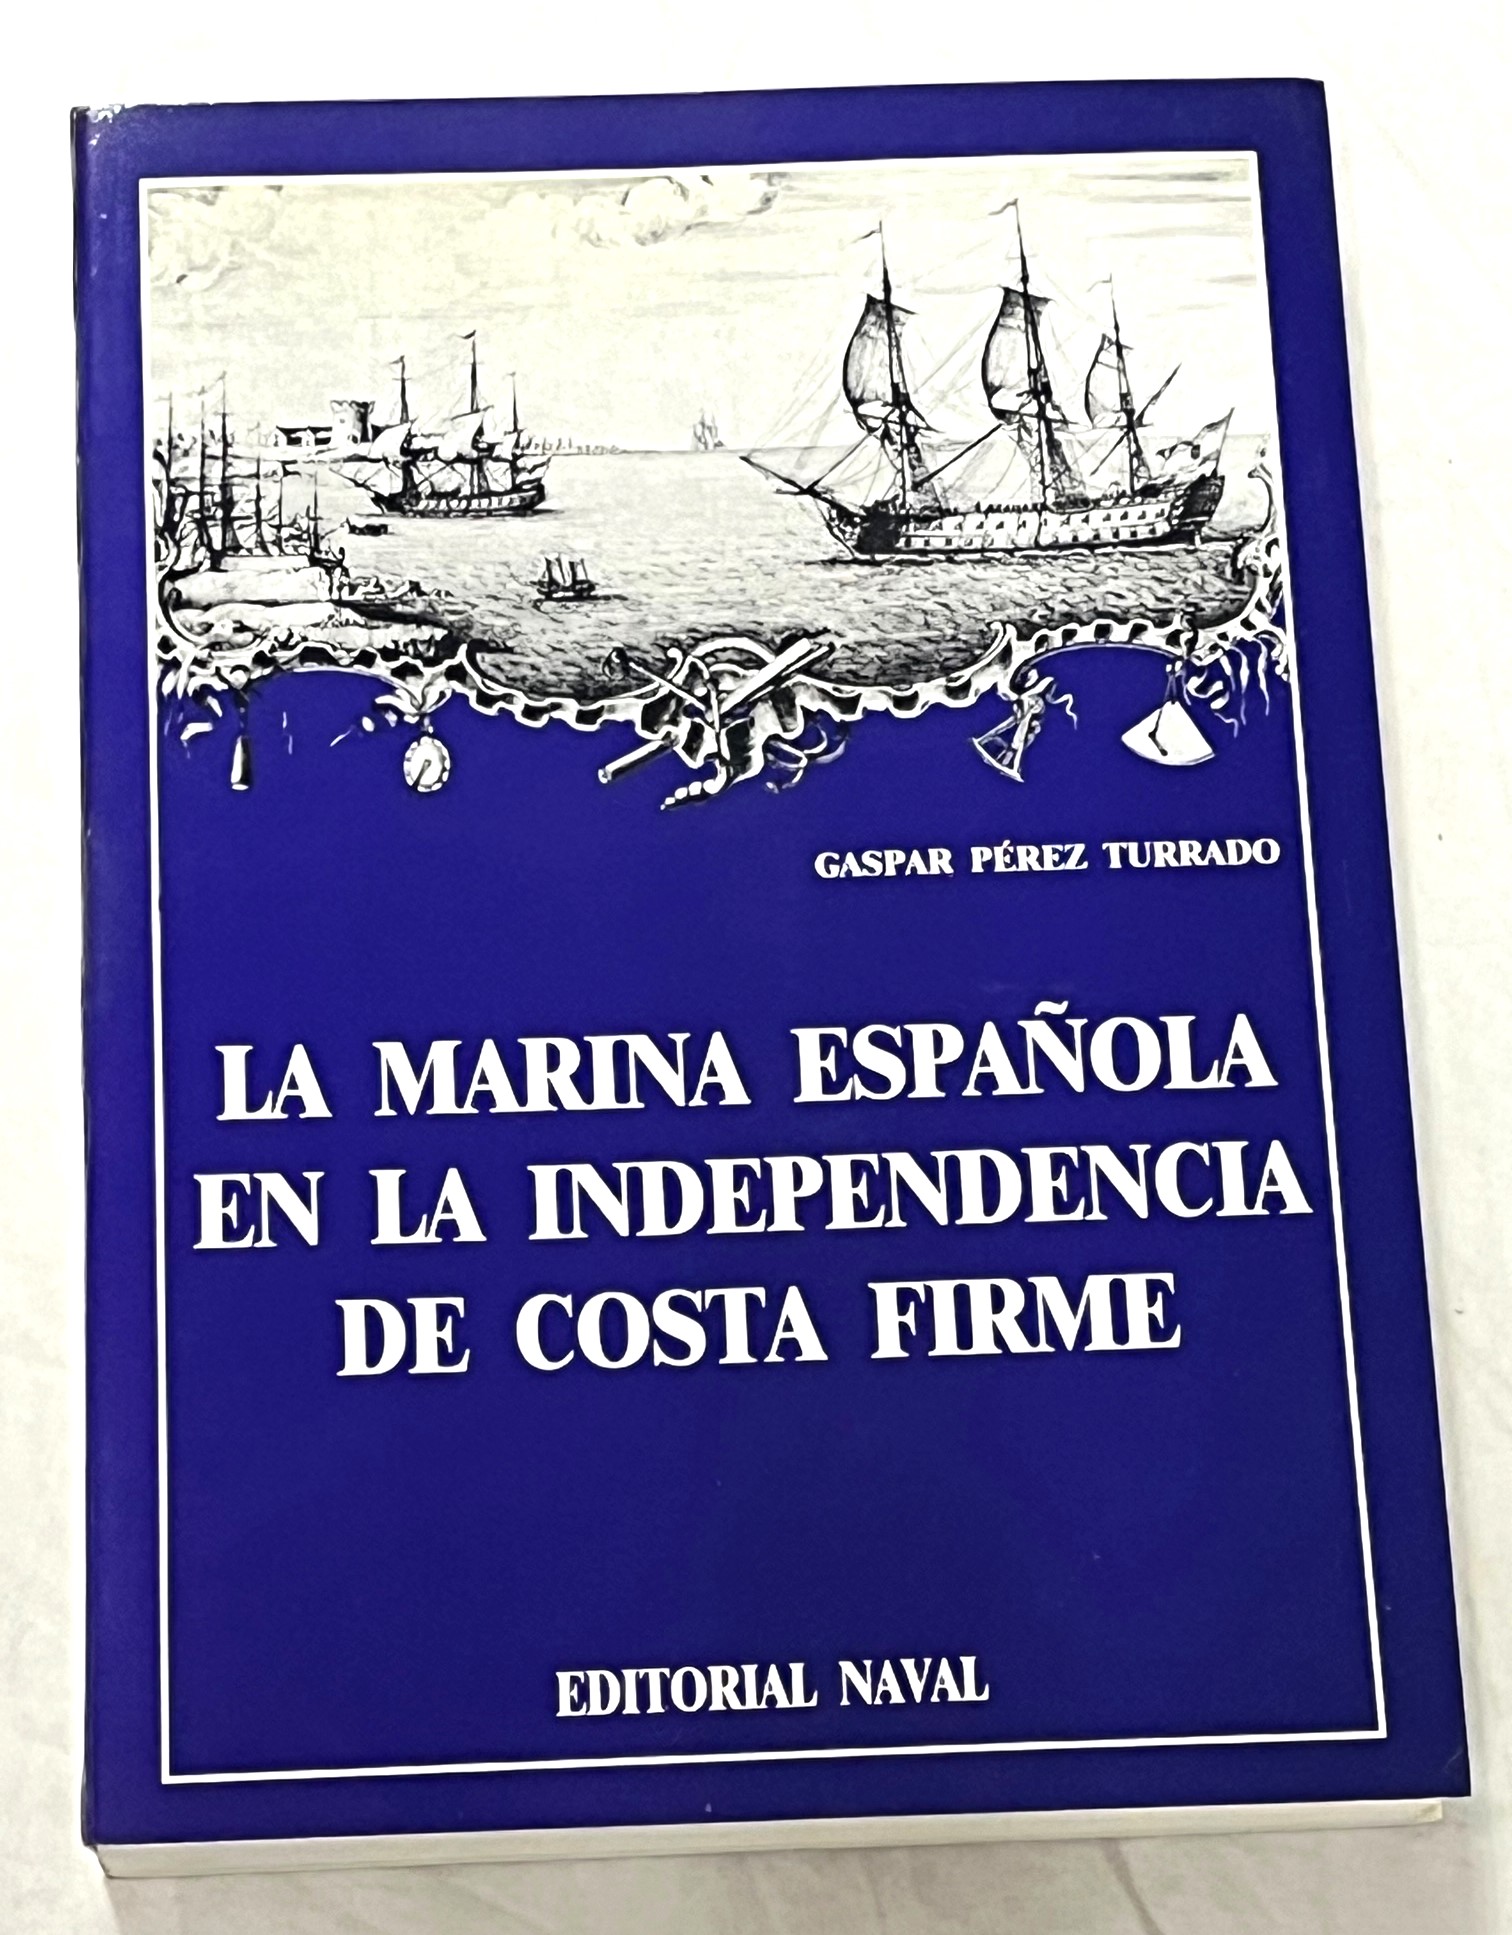 GASPAR PÉREZ TURRADO
LA MARINA ESPAÑOLA
EN LA INDEPENDENCIA
DE COSTA FIRME
EDITORIAL NAVAL